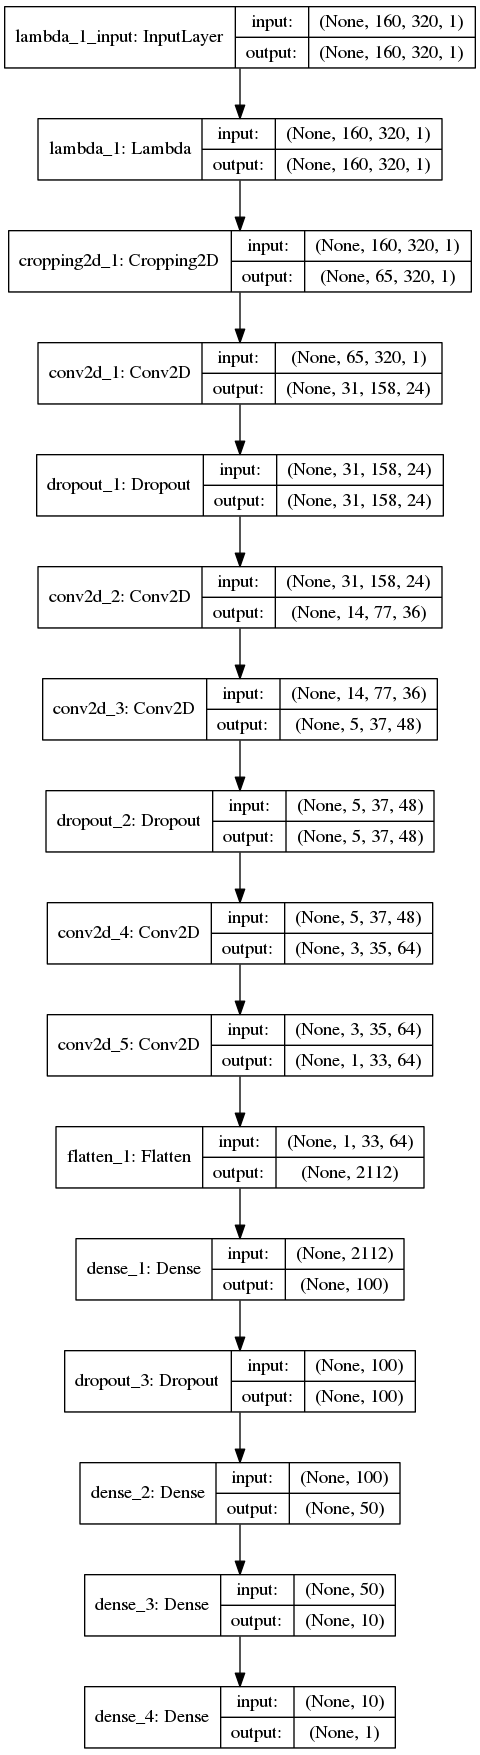 lambda_1_input: InputLayer
input: (None, 160, 320, 1)
output: (None, 160, 320, 1)
lambda_1: Lambda
input: (None, 160, 320, 1)
output: (None, 160, 320, 1)
cropping2d_1: Cropping2D
input: (None, 160, 320, 1)
output: (None, 65, 320, 1)
conv2d_1: Conv2D
input: (None, 65, 320, 1)
output: (None, 31, 158, 24)
dropout_1: Dropout
input: (None, 31, 158, 24)
output: (None, 31, 158, 24)
conv2d_2: Conv2D
input: (None, 31, 158, 24)
output: (None, 14, 77, 36)
conv2d_3: Conv2D
input: (None, 14, 77, 36)
output: (None, 5, 37, 48)
dropout_2: Dropout
input: (None, 5, 37, 48)
output: (None, 5, 37, 48)
conv2d_4: Conv2D
input: (None, 5, 37, 48)
output: (None, 3, 35, 64)
conv2d_5: Conv2D
input: (None, 3, 35, 64)
output: (None, 1, 33, 64)
flatten_1: Flatten
input: (None, 1, 33, 64)
output: (None, 2112)
dense_1: Dense
input: (None, 2112)
output: (None, 100)
dropout_3: Dropout
input: (None, 100)
output: (None, 100)
dense_2: Dense
input: (None, 100)
output: (None, 50)
dense_3: Dense
input: (None, 50)
output: (None, 10)
dense_4: Dense
input: (None, 10)
output: (None, 1)